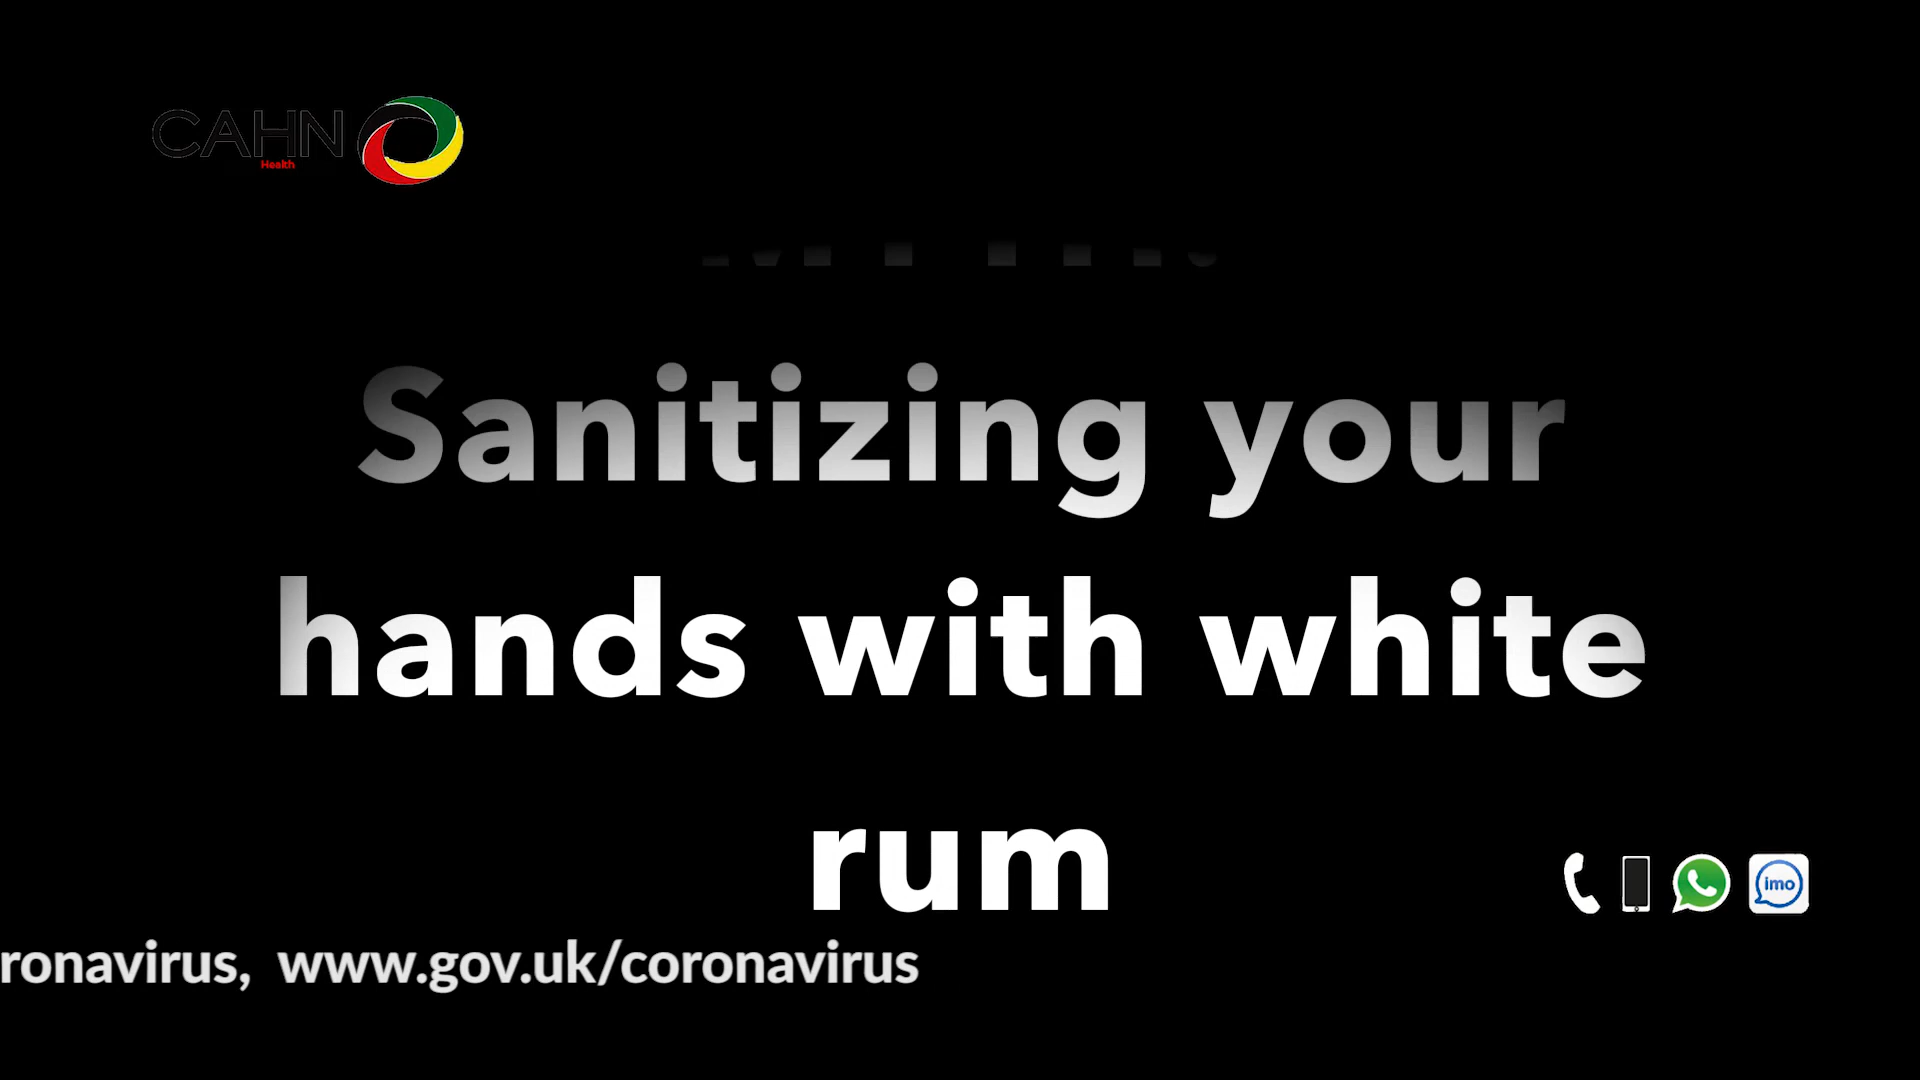 CAHN
Health
Sanitizing your
hands with white
rum
imo
ronavirus, www.gov.uk/coronavirus